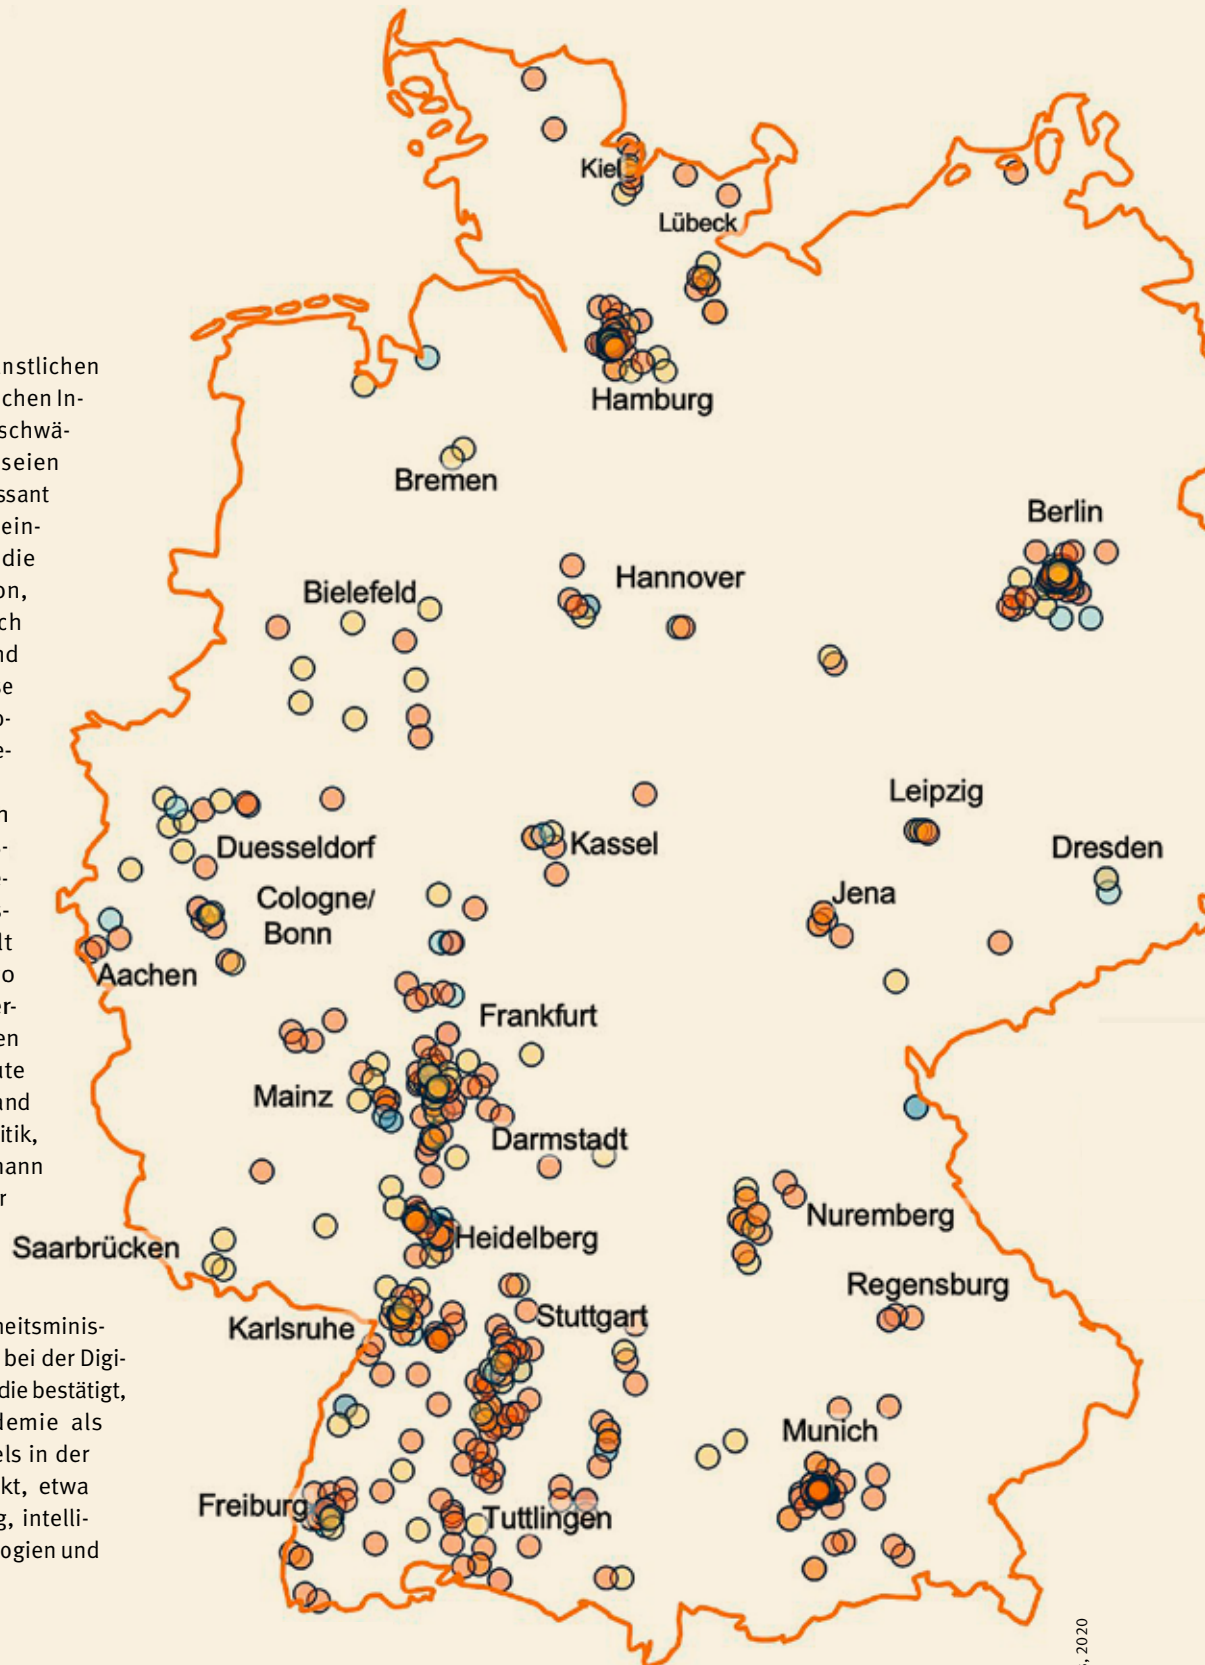 nstlichen
chen In-
schwä-
seien
ssant
ein-
die
on,
ch
nd
se
o-
e-
n
-
-
s-
lt
o
er-
en
ute
and
itik,
mann
r
heitsminis-
bei der Digi-
die bestätigt,
demie als
els in der
kt, etwa
g, intelli-
ogien und
Kiel
Lübeck
Hamburg
Bremen
Berlin
Hannover
Bielefeld
Leipzig
Duesseldorf
Kassel
Dresden
Cologne/
Bonn
Jena
Aachen
Frankfurt
Mainz
Darmstadt
Nuremberg
Saarbrücken
Heidelberg
Regensburg
Karlsruhe
Stuttgart
Munich
Freiburg
Tuttlingen
, 2020